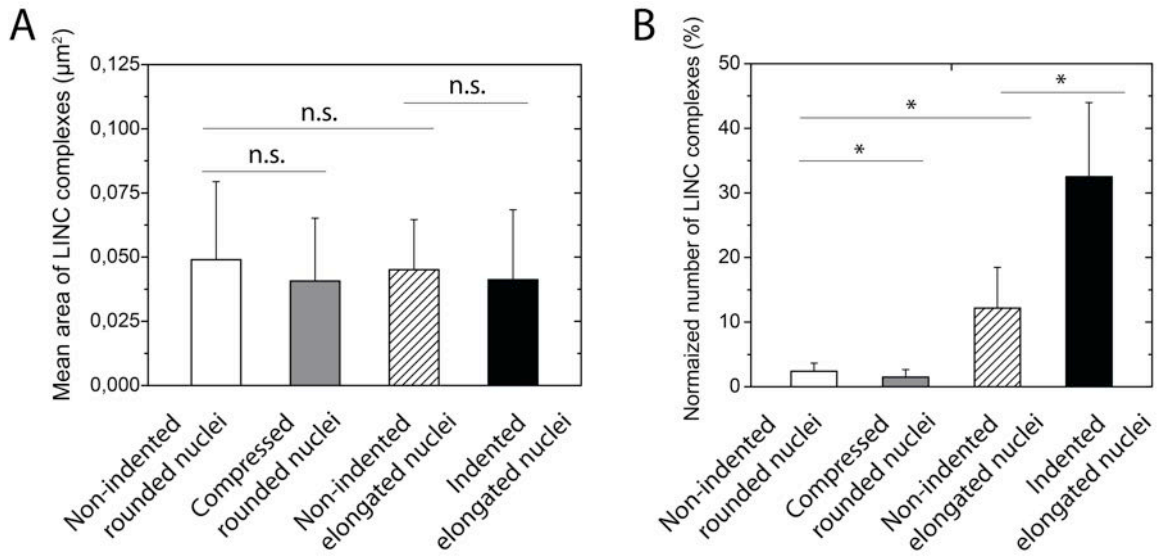 A
Mean area of LINC complexes (µm²)
0,125
0,100
0,075
0,050
0,025
0,000
n.s.
n.s.
n.s.
Non-indented
rounded nuclei
Compressed
rounded nuclei
Non-indented
elongated nuclei
Indented
elongated nuclei
B
Normaized number of LINC complexes (%)
50
40
30
20
10
0
*
*
*
Non-indented
rounded nuclei
Compressed
rounded nuclei
Non-indented
elongated nuclei
Indented
elongated nuclei